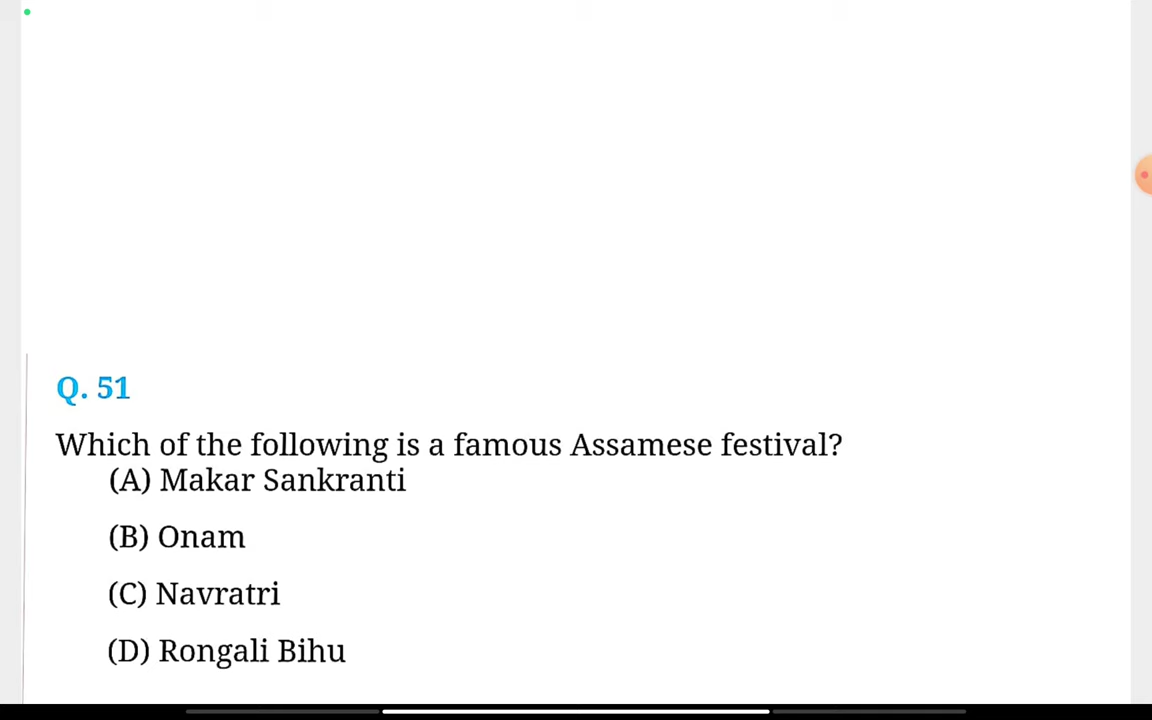 Q. 51
Which of the following is a famous Assamese festival?
(A) Makar Sankranti
(B) Onam
(C) Navratri
(D) Rongali Bihu